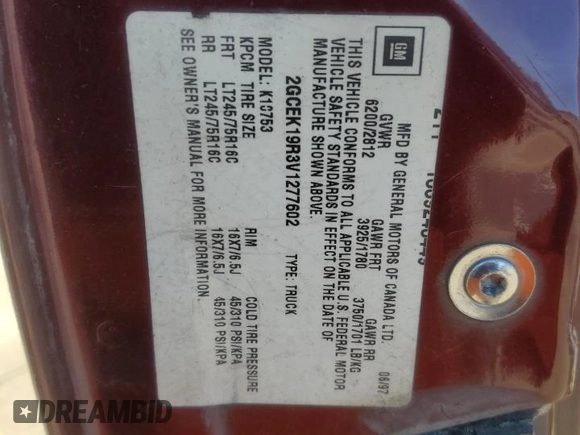 211 1009240449
GM
MFD BY GENERAL MOTORS OF CANADA LTD. 06/97
GVWR GAWR FRT GAWR RR
6200/2812 3925/1780 3750/1701 LB/KG
THIS VEHICLE CONFORMS TO ALL APPLICABLE U.S. FEDERAL MOTOR
VEHICLE SAFETY STANDARDS IN EFFECT ON THE DATE OF
MANUFACTURE SHOWN ABOVE.
2GCEK19R3V1277602 TYPE: TRUCK
MODEL: K10753
KPCM TIRE SIZE RIM COLD TIRE PRESSURE
FRT LT245/75R16C 16X7/6.5J 45/310 PSI/KPA
RR LT245/75R16C 16X7/6.5J 45/310 PSI/KPA
SEE OWNER'S MANUAL FOR MORE INFORMATION.
DREAMBID